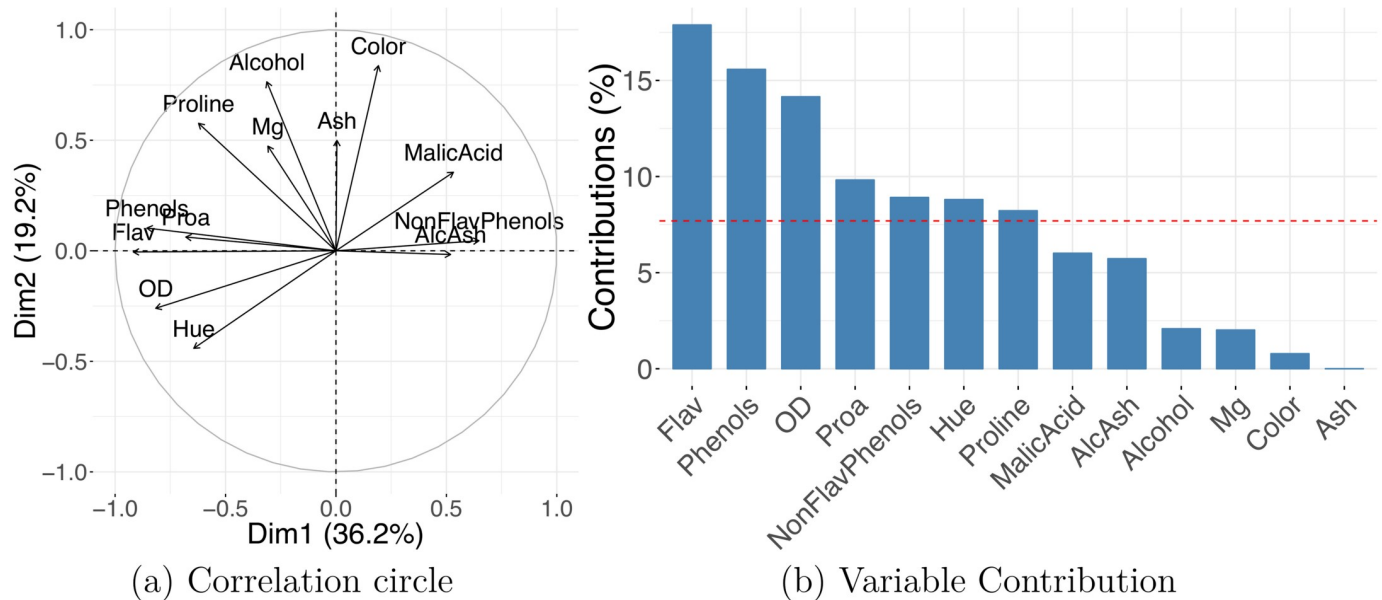 1.0
0.5
0.0
−0.5
−1.0
Dim2 (19.2%)
Color
Alcohol
Proline
Mg
Ash
MalicAcid
Phenols
Proa
NonFlavPhenols
Flav
AlcAsh
OD
Hue
−1.0 −0.5 0.0 0.5 1.0
Dim1 (36.2%)
(a) Correlation circle
Contributions (%)
15
10
5
0
Flav Phenols OD Proa NonFlavPhenols Hue Proline MalicAcid AlcAsh Alcohol Mg Color Ash
(b) Variable Contribution